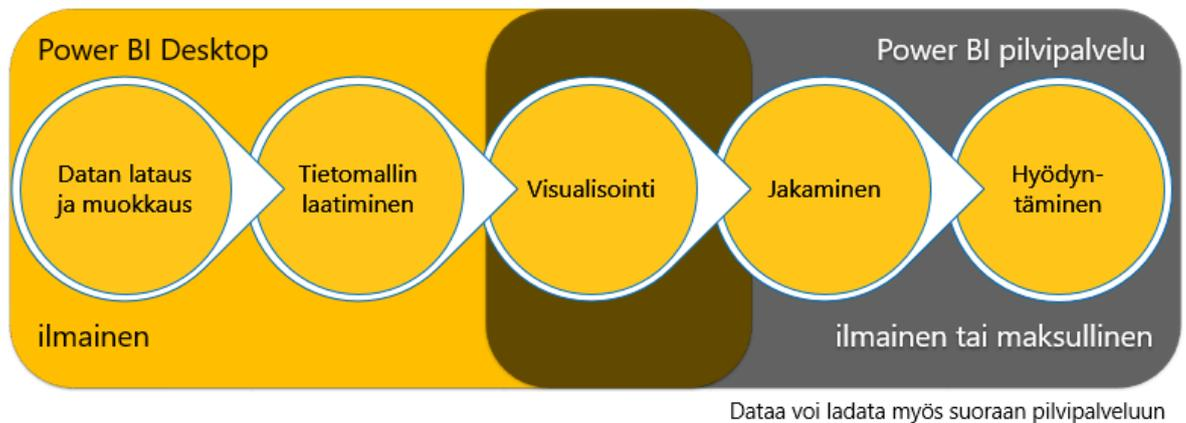 Power BI Desktop
Power BI pilvipalvelu
Datan lataus
ja muokkaus
Tietomallin
laatiminen
Visualisointi
Jakaminen
Hyödyn-
täminen
ilmainen
ilmainen tai maksullinen
Dataa voi ladata myös suoraan pilvipalveluun